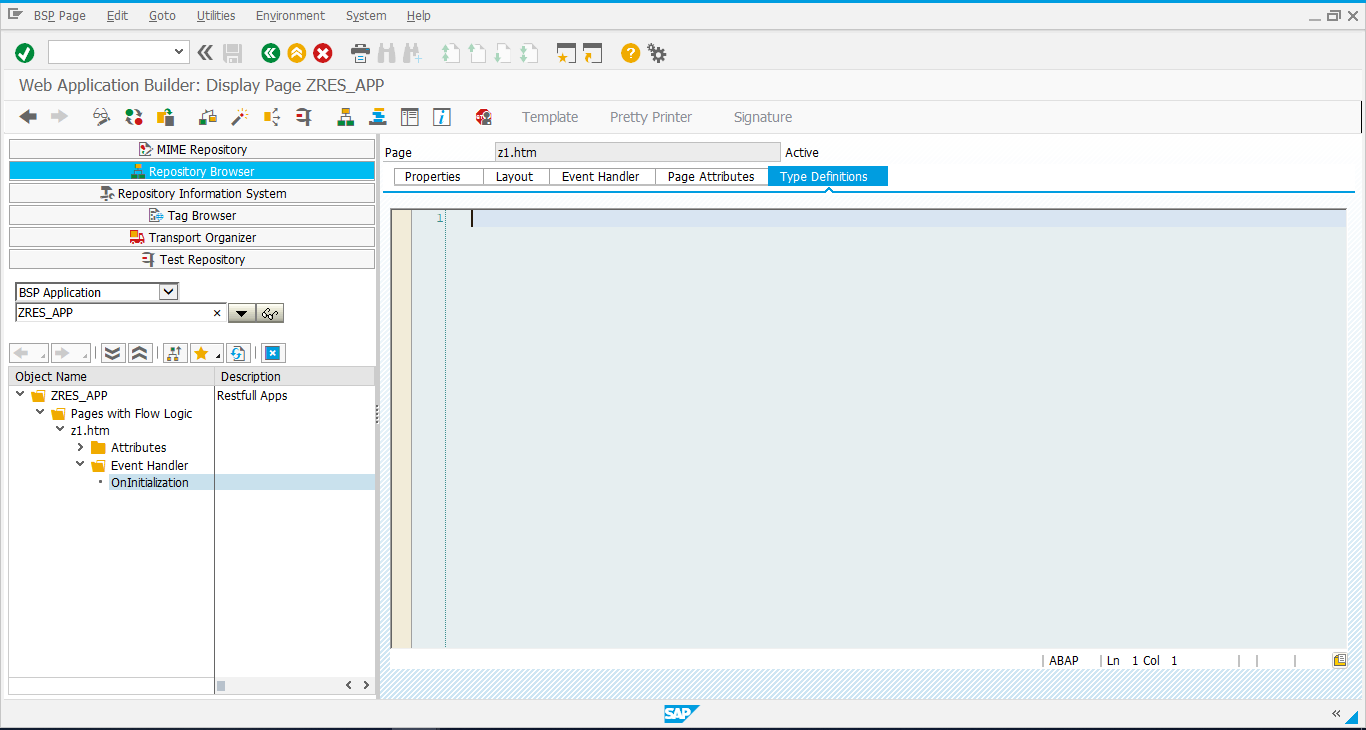 BSP Page Edit Goto Utilities Environment System Help
Web Application Builder: Display Page ZRES_APP
Template Pretty Printer Signature
MIME Repository
Repository Browser
Repository Information System
Tag Browser
Transport Organizer
Test Repository
BSP Application
ZRES_APP
Object Name Description
ZRES_APP Restfull Apps
Pages with Flow Logic
z1.htm
Attributes
Event Handler
OnInitialization
Page z1.htm Active
Properties Layout Event Handler Page Attributes Type Definitions
1
ABAP Ln 1 Col 1
SAP